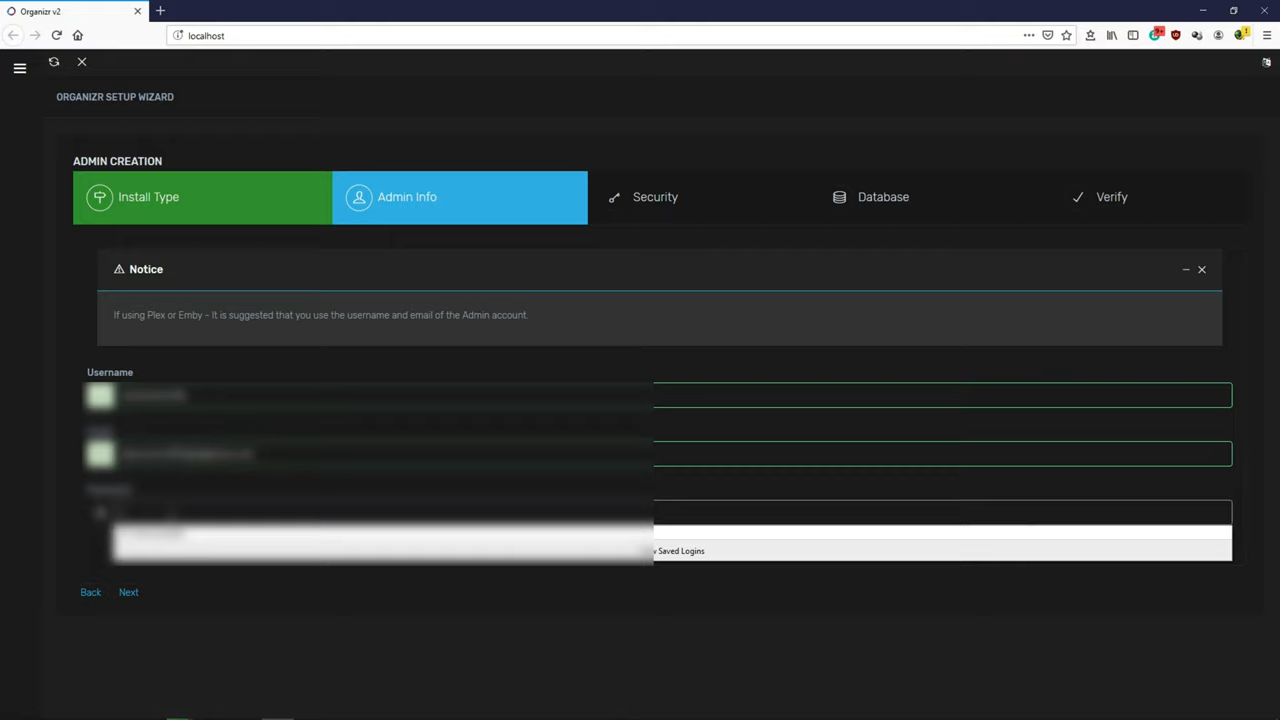 Organizr v2
localhost
9+
ORGANIZR SETUP WIZARD
ADMIN CREATION
Install Type
Admin Info
Security
Database
Verify
Notice
If using Plex or Emby - It is suggested that you use the username and email of the Admin account.
Username
Saved Logins
Back
Next